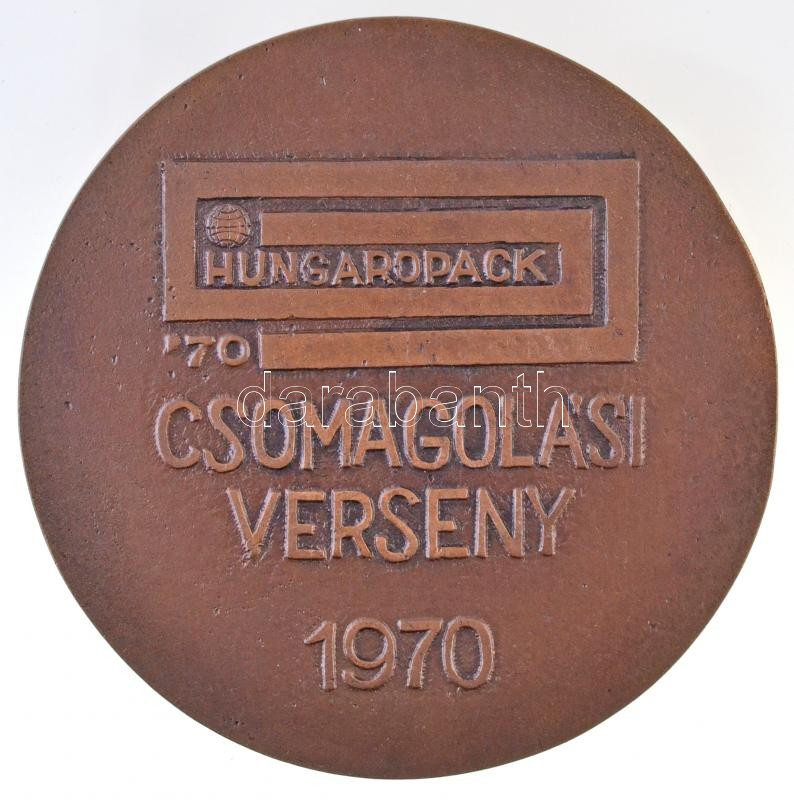 HUNGAROPACK
'70
darabanth
CSOMAGOLÁSI
VERSENY
1970